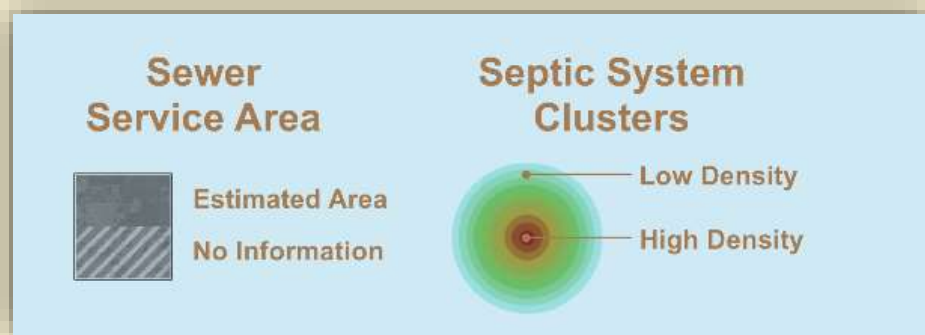 Sewer
Service Area
Estimated Area
No Information
Septic System
Clusters
Low Density
High Density